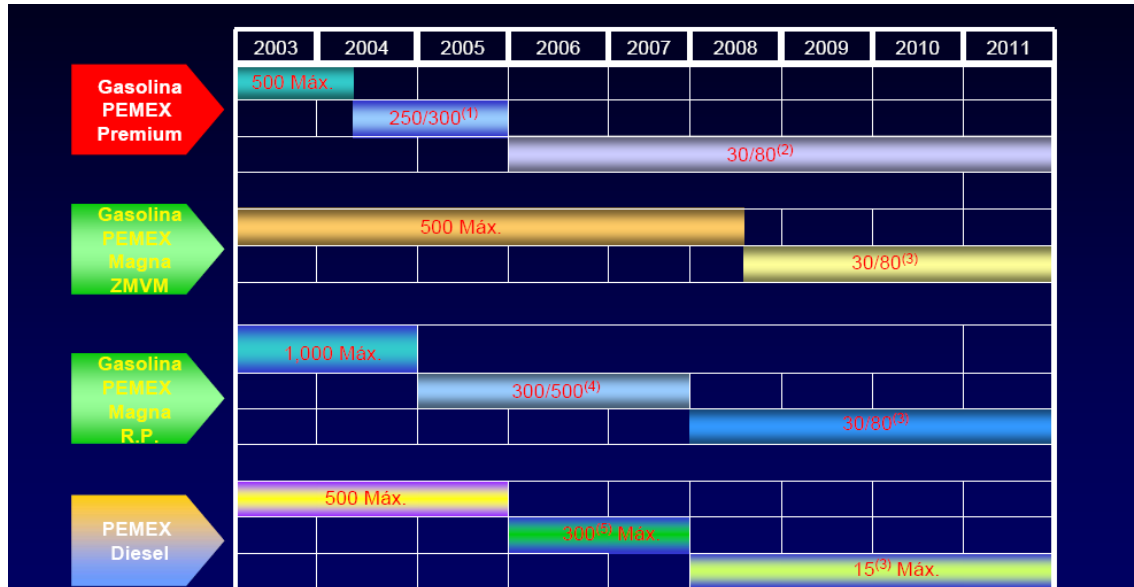 2003 2004 2005 2006 2007 2008 2009 2010 2011
Gasolina
PEMEX
Premium
500 Máx.
250/300(1)
30/80(2)
Gasolina
PEMEX
Magna
ZMVM
500 Máx.
30/80(3)
Gasolina
PEMEX
Magna
R.P.
1,000 Máx.
300/500(4)
30/80(3)
PEMEX
Diesel
500 Máx.
300(5) Máx.
15(3) Máx.